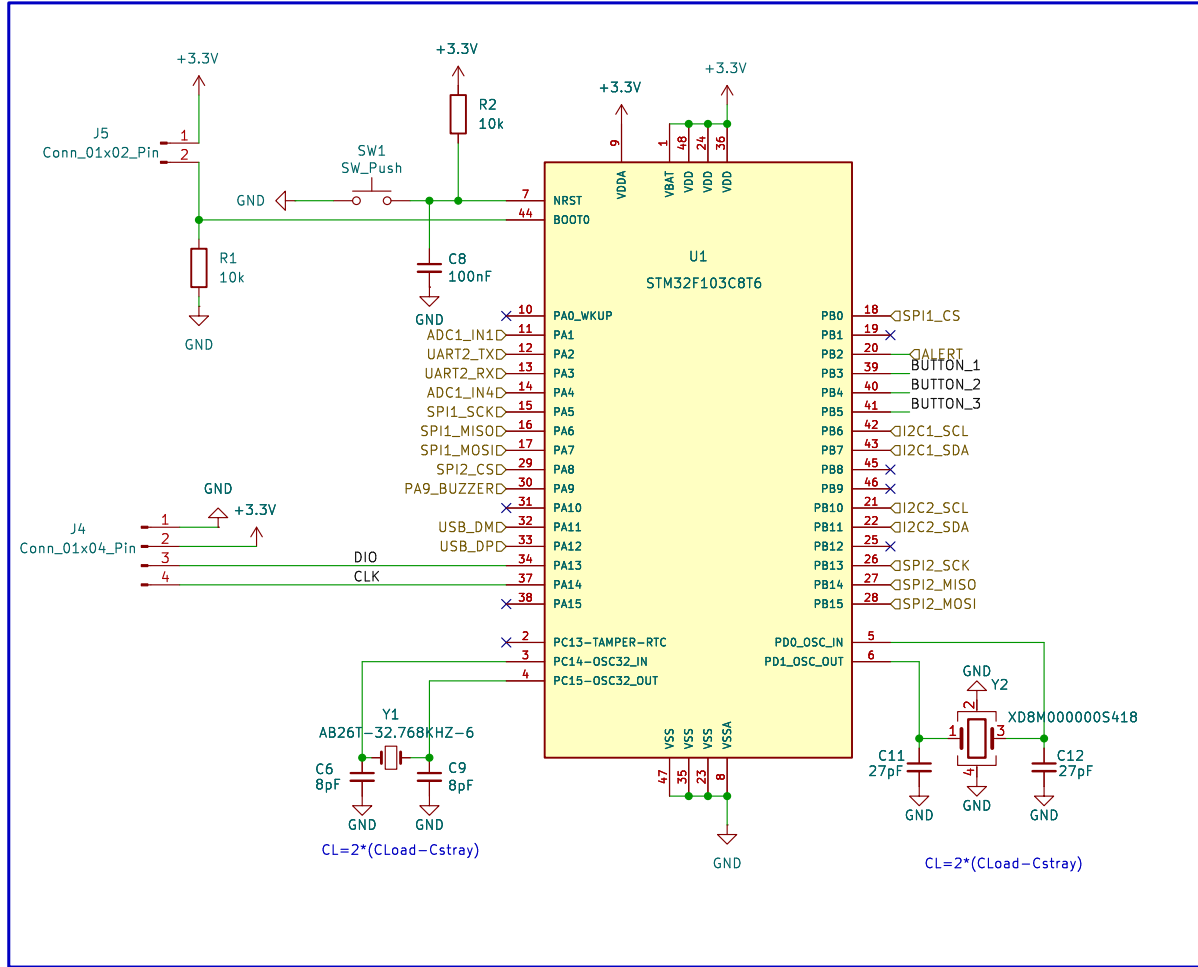 +3.3V
J5
Conn_01x02_Pin
1
2
R1
10k
GND
+3.3V
R2
10k
SW1
SW_Push
GND
C8
100nF
GND
+3.3V
+3.3V
9
1
48
24
36
VDDA
VBAT
VDD
VDD
VDD
7 NRST
44 BOOT0
U1
STM32F103C8T6
10 PA0_WKUP
ADC1_IN1 11 PA1
UART2_TX 12 PA2
UART2_RX 13 PA3
ADC1_IN4 14 PA4
SPI1_SCK 15 PA5
SPI1_MISO 16 PA6
SPI1_MOSI 17 PA7
SPI2_CS 29 PA8
PA9_BUZZER 30 PA9
31 PA10
USB_DM 32 PA11
USB_DP 33 PA12
DIO 34 PA13
CLK 37 PA14
38 PA15
2 PC13-TAMPER-RTC
3 PC14-OSC32_IN
4 PC15-OSC32_OUT
PB0 18 SPI1_CS
PB1 19
PB2 20 ALERT
PB3 39 BUTTON_1
PB4 40 BUTTON_2
PB5 41 BUTTON_3
PB6 42 I2C1_SCL
PB7 43 I2C1_SDA
PB8 45
PB9 46
PB10 21 I2C2_SCL
PB11 22 I2C2_SDA
PB12 25
PB13 26 SPI2_SCK
PB14 27 SPI2_MISO
PB15 28 SPI2_MOSI
PD0_OSC_IN 5
PD1_OSC_OUT 6
VSS
VSS
VSS
VSSA
47
35
23
8
GND
GND
+3.3V
J4
Conn_01x04_Pin
1
2
3
4
Y1
AB26T-32.768KHZ-6
C6
8pF
C9
8pF
GND
GND
CL=2*(CLoad-Cstray)
GND
Y2
XD8M000000S418
2
1
3
4
C11
27pF
C12
27pF
GND
GND
GND
CL=2*(CLoad-Cstray)